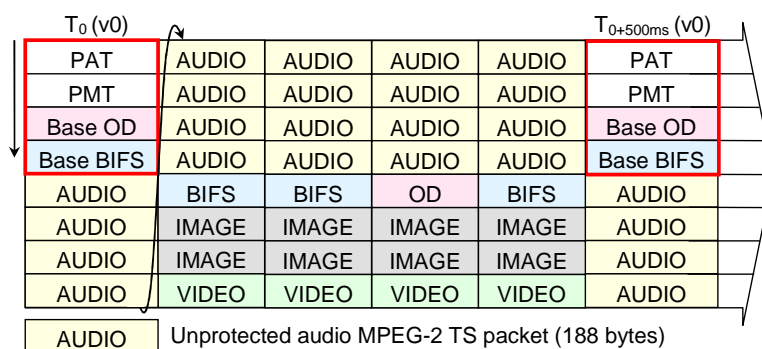 T0 (v0) T0+500ms (v0)
PAT AUDIO AUDIO AUDIO AUDIO PAT
PMT AUDIO AUDIO AUDIO AUDIO PMT
Base OD AUDIO AUDIO AUDIO AUDIO Base OD
Base BIFS AUDIO AUDIO AUDIO AUDIO Base BIFS
AUDIO BIFS BIFS OD BIFS AUDIO
AUDIO IMAGE IMAGE IMAGE IMAGE AUDIO
AUDIO IMAGE IMAGE IMAGE IMAGE AUDIO
AUDIO VIDEO VIDEO VIDEO VIDEO AUDIO
AUDIO Unprotected audio MPEG-2 TS packet (188 bytes)